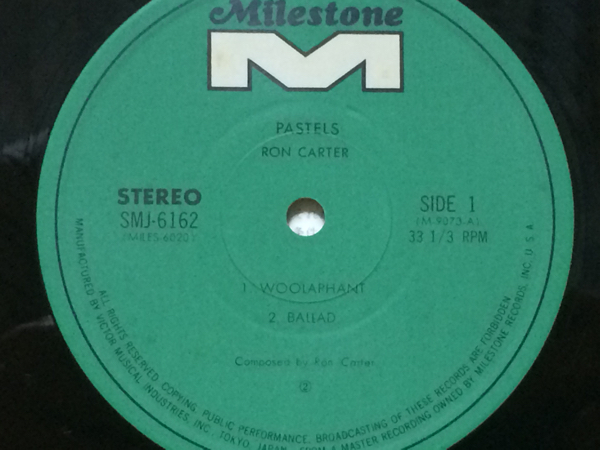 Milestone
M
PASTELS
RON CARTER
STEREO
SMJ-6162
SIDE 1
(M 9073-A)
33 1/3 RPM
1. WOOLAPHANT
2. BALLAD
Composed by Ron Carter
②
ALL RIGHTS RESERVED. COPYING, PUBLIC PERFORMANCE, BROADCASTING OF THESE RECORDS ARE FORBIDDEN.
MANUFACTURED BY VICTOR MUSICAL INDUSTRIES, INC. TOKYO, JAPAN FROM A MASTER RECORDING OWNED BY MILESTONE RECORDS, INC. U S A